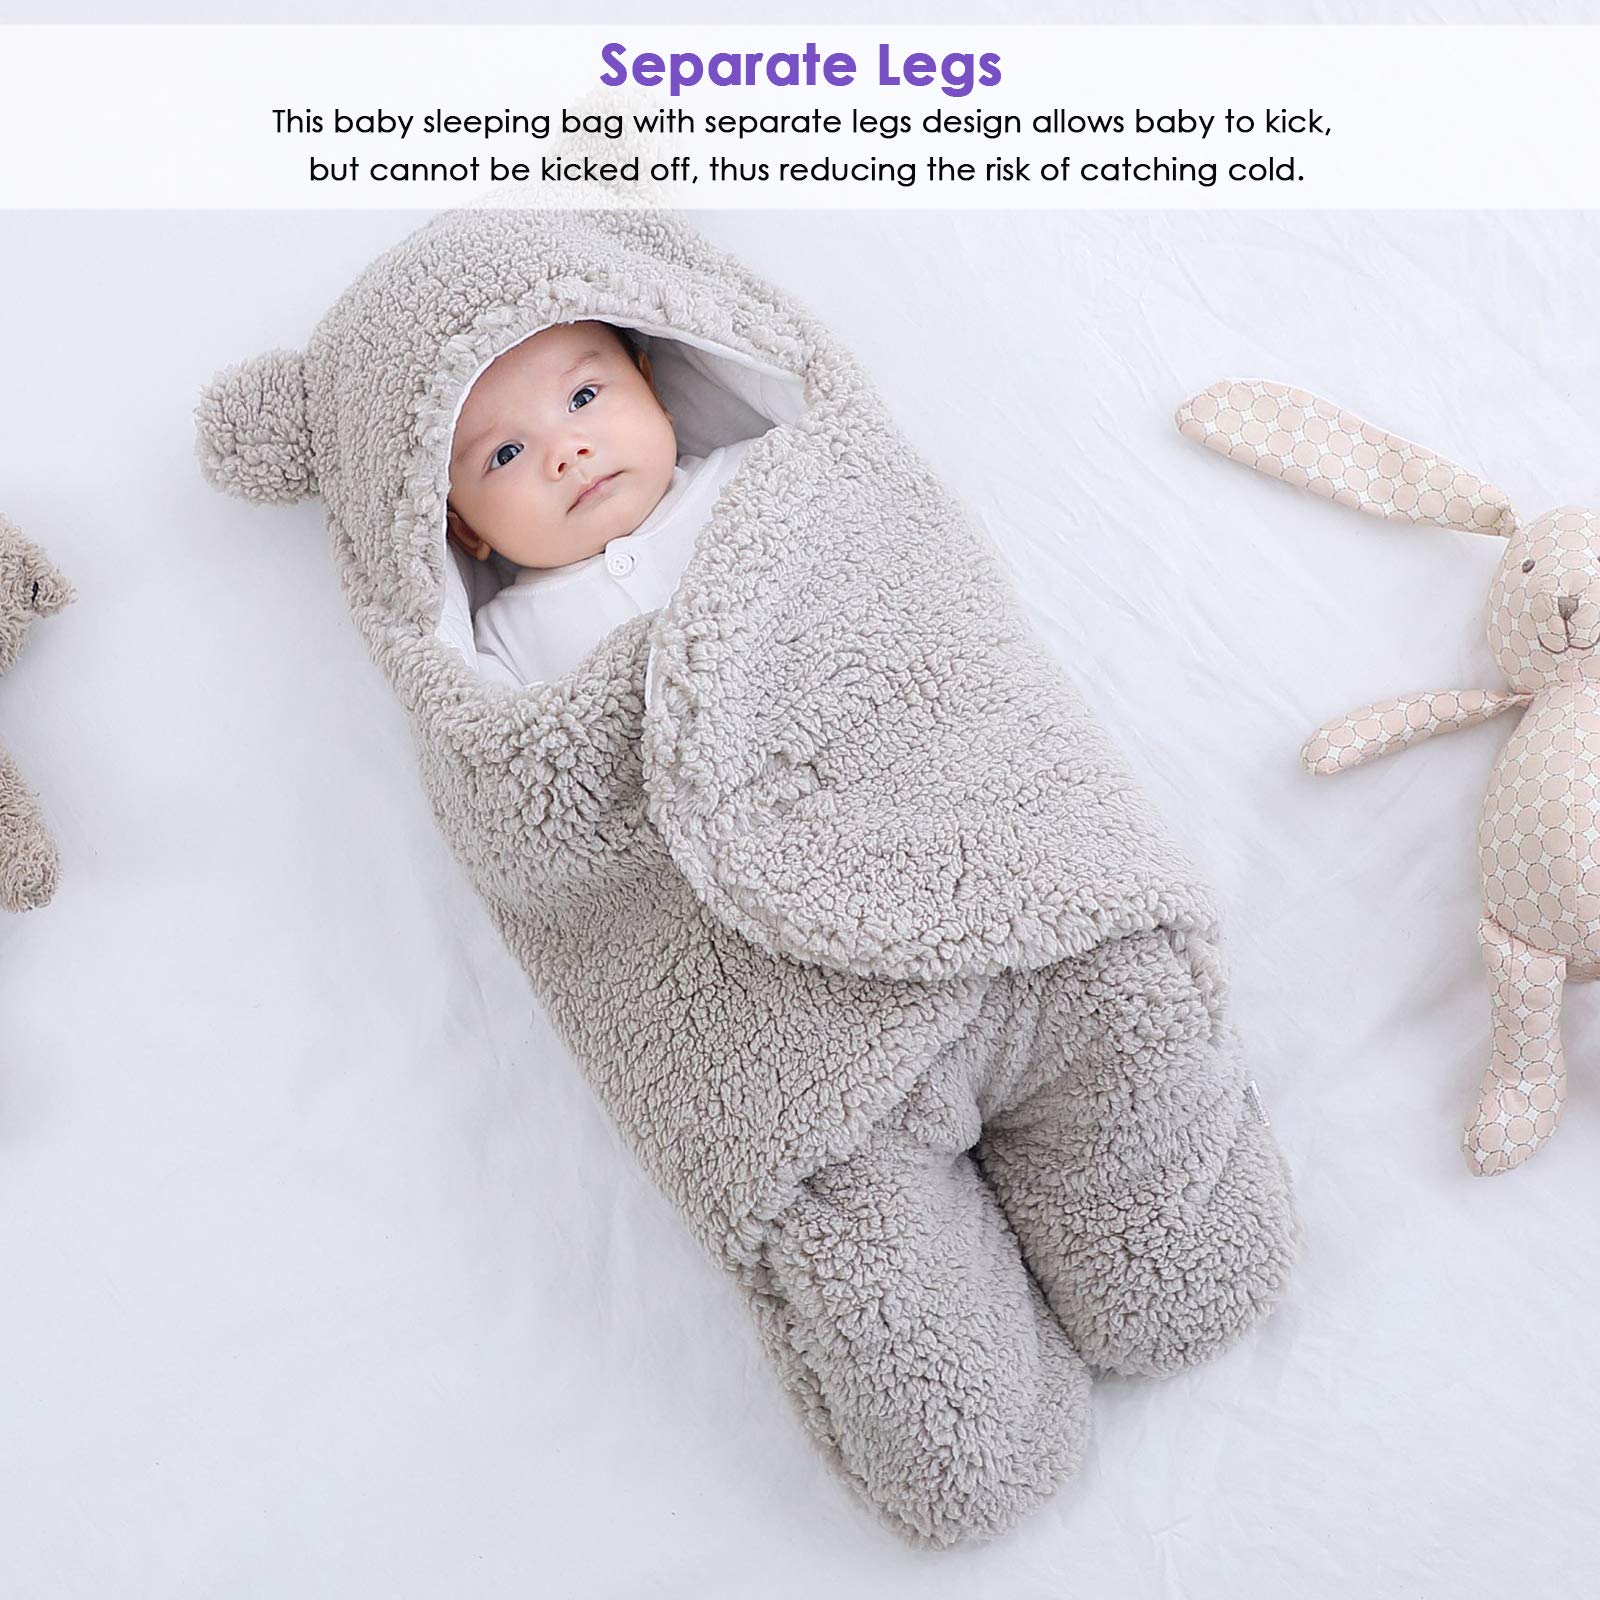 Separate Legs
This baby sleeping bag with separate legs design allows baby to kick,
but cannot be kicked off, thus reducing the risk of catching cold.